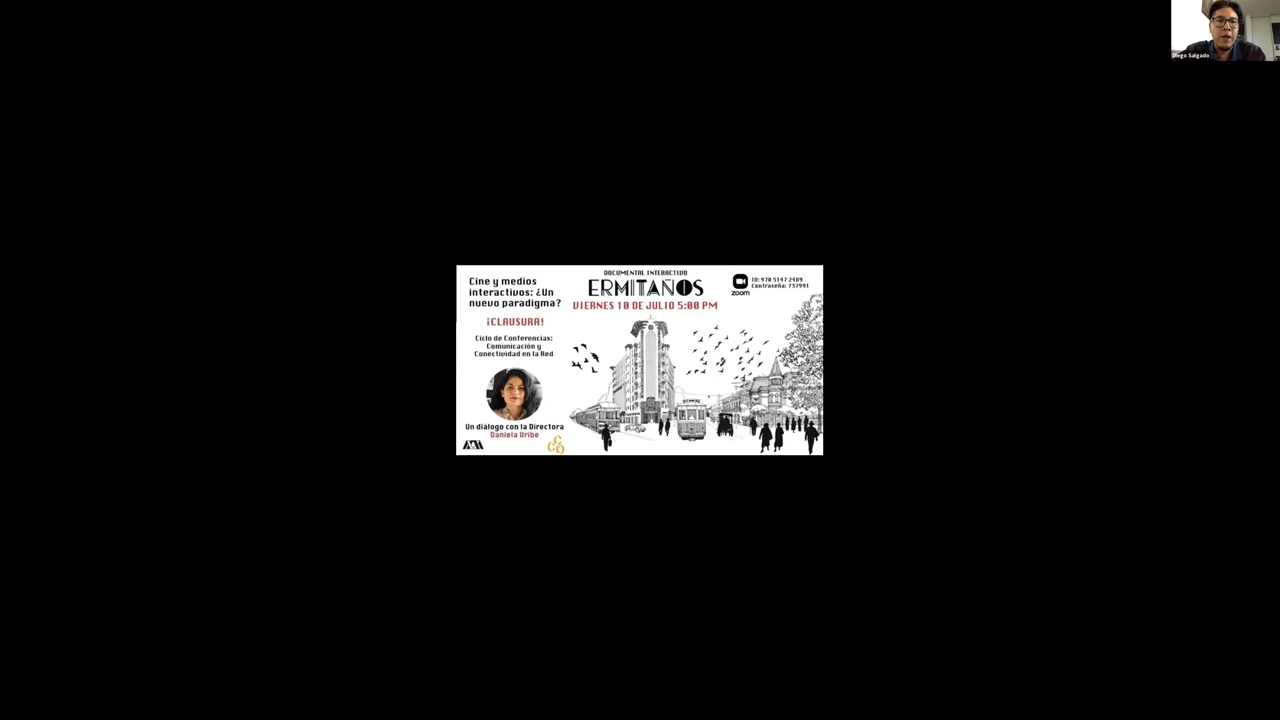 Diego Salgado
Cine y medios
interactivos: ¿Un
nuevo paradigma?
¡CLAUSURA!
Ciclo de Conferencias:
Comunicación y
Conectividad en la Red
Un diálogo con la Directora
Daniela Uribe
DOCUMENTAL INTERACTIVO
ERMITAÑOS
VIERNES 10 DE JULIO 5:00 PM
zoom
ID: 970 5147 2489
Contraseña: 737991